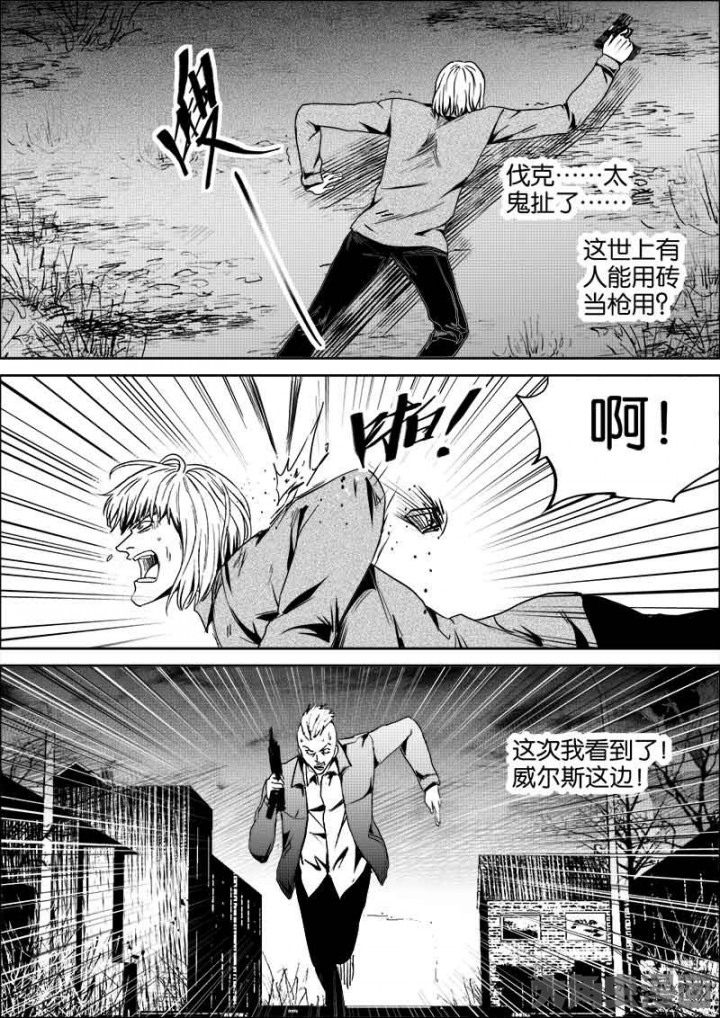 嗖
伐克……太
鬼扯了……
这世上有
人能用砖
当枪用？
啪！
啊！
这次我看到了！
威尔斯这边！